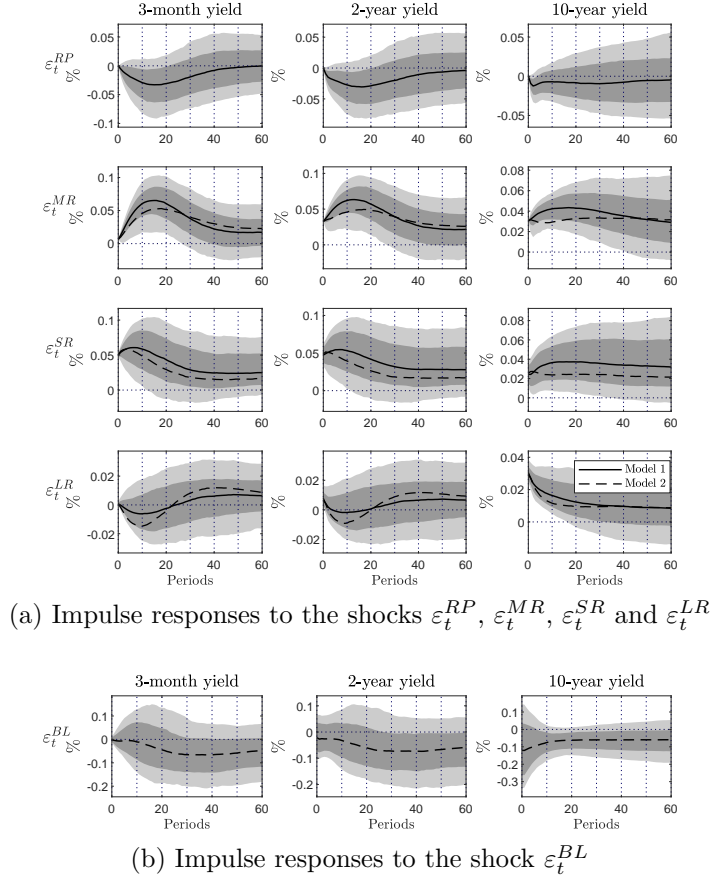 3-month yield 2-year yield 10-year yield
ε_t^{RP} % 0.05 0 -0.05 -0.1 0 20 40 60
% 0.05 0 -0.05 0 20 40 60
% 0.05 0 -0.05 0 20 40 60
ε_t^{MR} % 0.1 0.05 0 0 20 40 60
% 0.1 0.05 0 0 20 40 60
% 0.08 0.06 0.04 0.02 0 0 20 40 60
ε_t^{SR} % 0.1 0.05 0 0 20 40 60
% 0.1 0.05 0 0 20 40 60
% 0.08 0.06 0.04 0.02 0 0 20 40 60
ε_t^{LR} % 0.02 0 -0.02 0 20 40 60
% 0.02 0 -0.02 0 20 40 60
% 0.04 0.02 0 0 20 40 60
Model 1
Model 2
Periods Periods Periods
(a) Impulse responses to the shocks ε_t^{RP}, ε_t^{MR}, ε_t^{SR} and ε_t^{LR}
3-month yield 2-year yield 10-year yield
ε_t^{BL} % 0.1 0 -0.1 -0.2 0 20 40 60
% 0.1 0 -0.1 -0.2 0 20 40 60
% 0.1 0 -0.1 -0.2 -0.3 0 20 40 60
Periods Periods Periods
(b) Impulse responses to the shock ε_t^{BL}